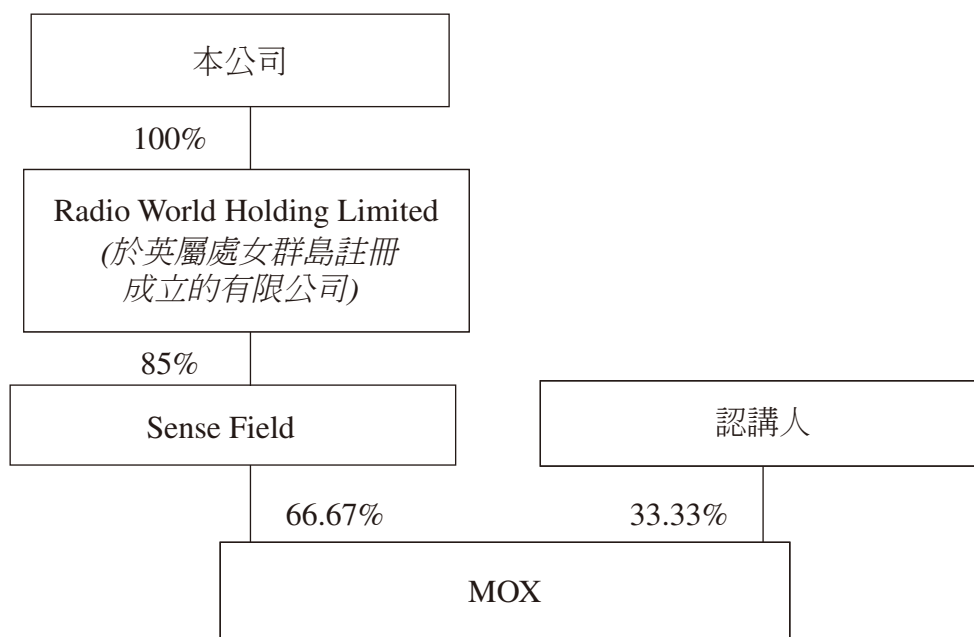 本公司
100%
Radio World Holding Limited
(於英屬處女群島註冊
成立的有限公司)
85%
Sense Field
認講人
66.67%
33.33%
MOX